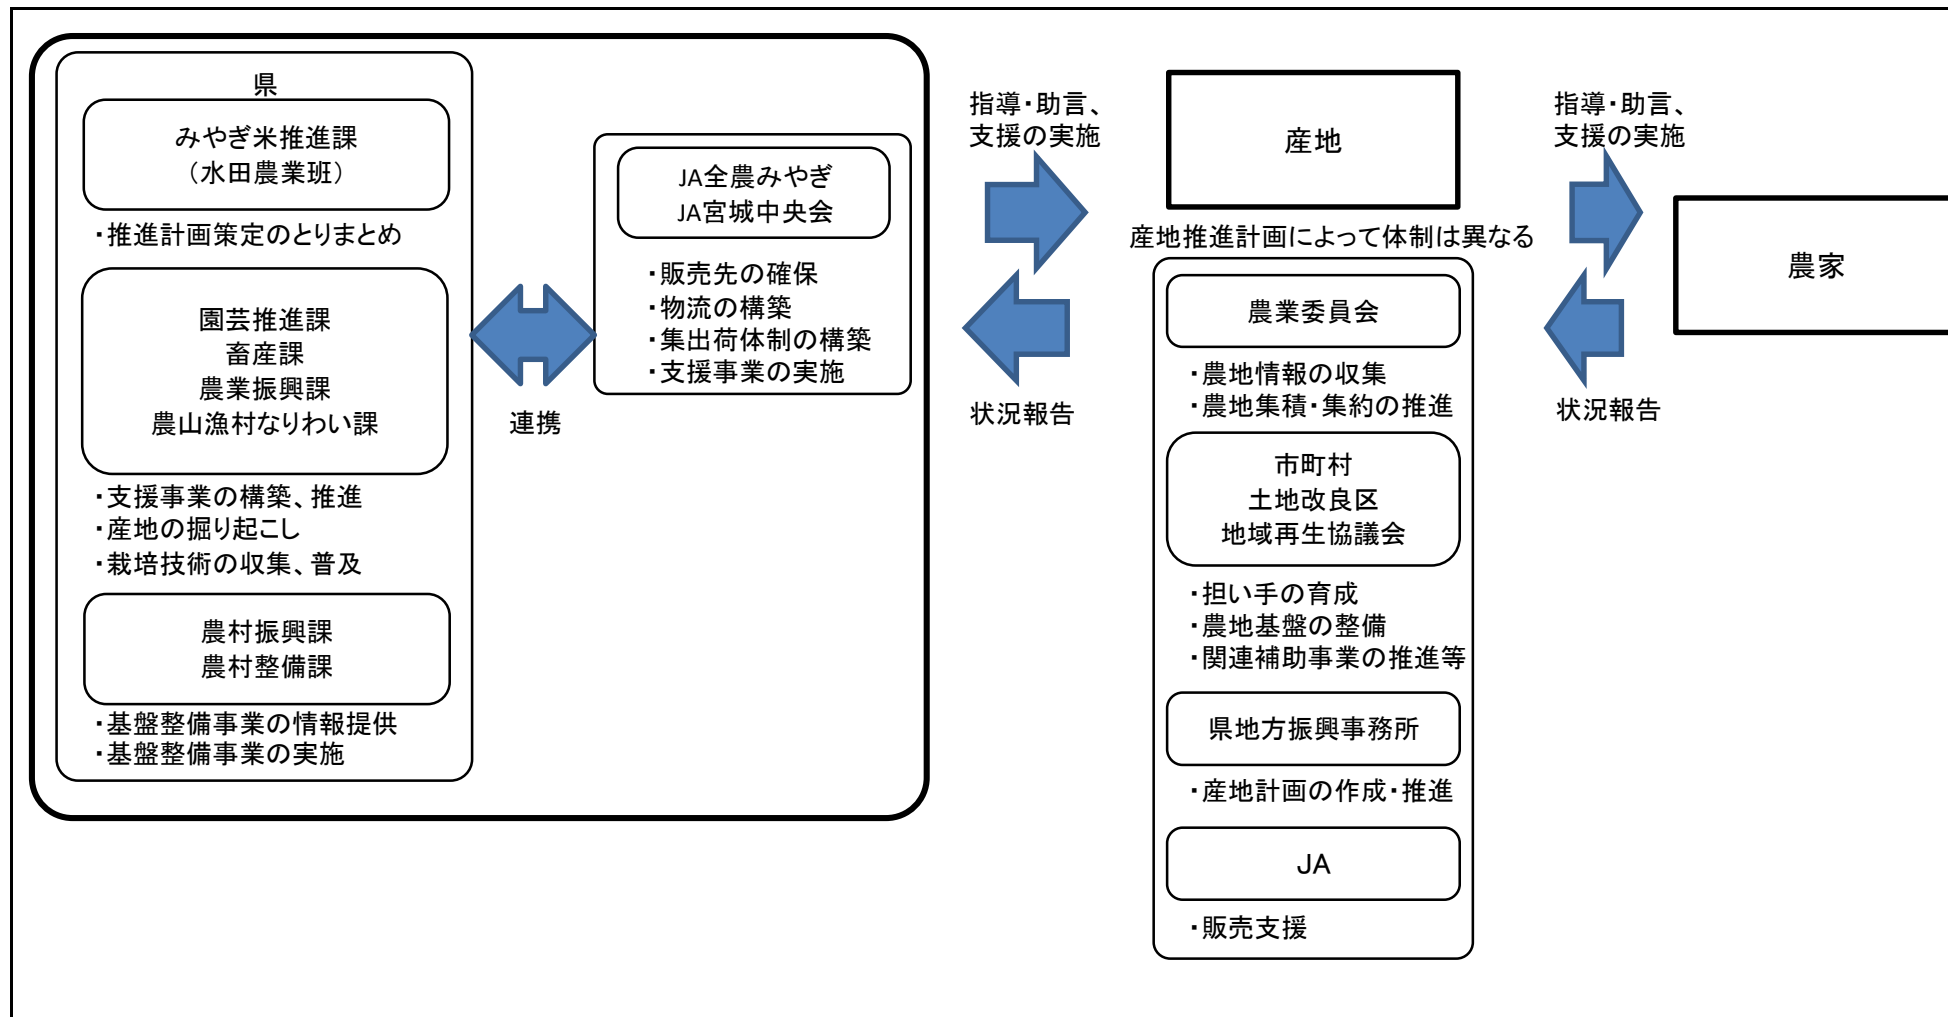 県
みやぎ米推進課
（水田農業班）
・推進計画策定のとりまとめ
園芸推進課
畜産課
農業振興課
農山漁村なりわい課
・支援事業の構築、推進
・産地の掘り起こし
・栽培技術の収集、普及
農村振興課
農村整備課
・基盤整備事業の情報提供
・基盤整備事業の実施
連携
JA全農みやぎ
JA宮城中央会
・販売先の確保
・物流の構築
・集出荷体制の構築
・支援事業の実施
指導・助言、
支援の実施
状況報告
産地
産地推進計画によって体制は異なる
農業委員会
・農地情報の収集
・農地集積・集約の推進
市町村
土地改良区
地域再生協議会
・担い手の育成
・農地基盤の整備
・関連補助事業の推進等
県地方振興事務所
・産地計画の作成・推進
JA
・販売支援
指導・助言、
支援の実施
状況報告
農家